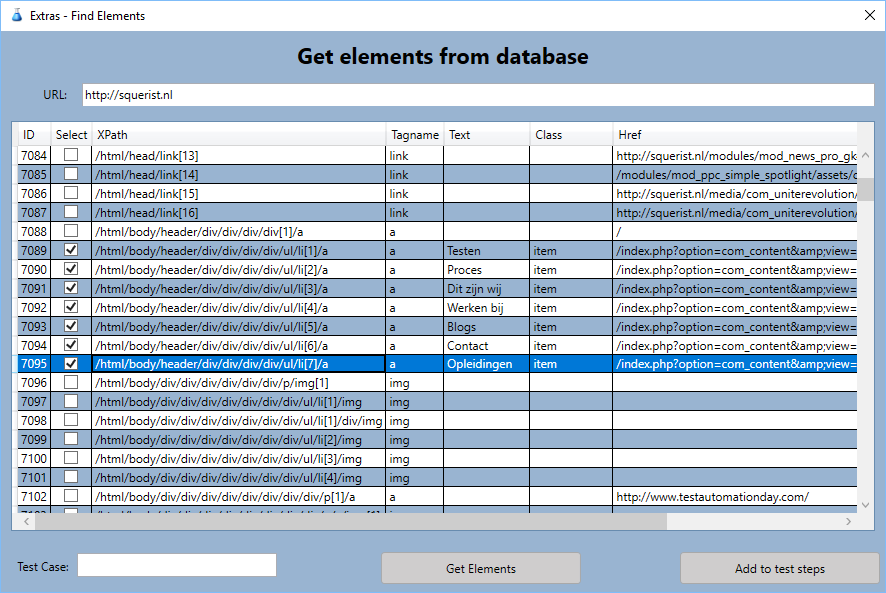 Extras - Find Elements
Get elements from database
URL: http://squerist.nl
ID Select XPath Tagname Text Class Href
7084 /html/head/link[13] link http://squerist.nl/modules/mod_news_pro_gk
7085 /html/head/link[14] link /modules/mod_ppc_simple_spotlight/assets/c
7086 /html/head/link[15] link http://squerist.nl/media/com_uniterevolution/
7087 /html/head/link[16] link http://squerist.nl/media/com_uniterevolution/
7088 /html/body/header/div/div/div/div[1]/a a /
7089 /html/body/header/div/div/div/div/ul/li[1]/a a Testen item /index.php?option=com_content&amp;view=
7090 /html/body/header/div/div/div/div/ul/li[2]/a a Proces item /index.php?option=com_content&amp;view=
7091 /html/body/header/div/div/div/div/ul/li[3]/a a Dit zijn wij item /index.php?option=com_content&amp;view=
7092 /html/body/header/div/div/div/div/ul/li[4]/a a Werken bij item /index.php?option=com_content&amp;view=
7093 /html/body/header/div/div/div/div/ul/li[5]/a a Blogs item /index.php?option=com_content&amp;view=
7094 /html/body/header/div/div/div/div/ul/li[6]/a a Contact item /index.php?option=com_content&amp;view=
7095 /html/body/header/div/div/div/div/ul/li[7]/a a Opleidingen item /index.php?option=com_content&amp;view=
7096 /html/body/div/div/div/div/div/div/p/img[1] img
7097 /html/body/div/div/div/div/div/div/div/ul/li[1]/img img
7098 /html/body/div/div/div/div/div/div/div/ul/li[1]/div/img img
7099 /html/body/div/div/div/div/div/div/div/ul/li[2]/img img
7100 /html/body/div/div/div/div/div/div/div/ul/li[3]/img img
7101 /html/body/div/div/div/div/div/div/div/ul/li[4]/img img
7102 /html/body/div/div/div/div/div/div/div/div/p[1]/a a http://www.testautomationday.com/
Test Case: Get Elements Add to test steps